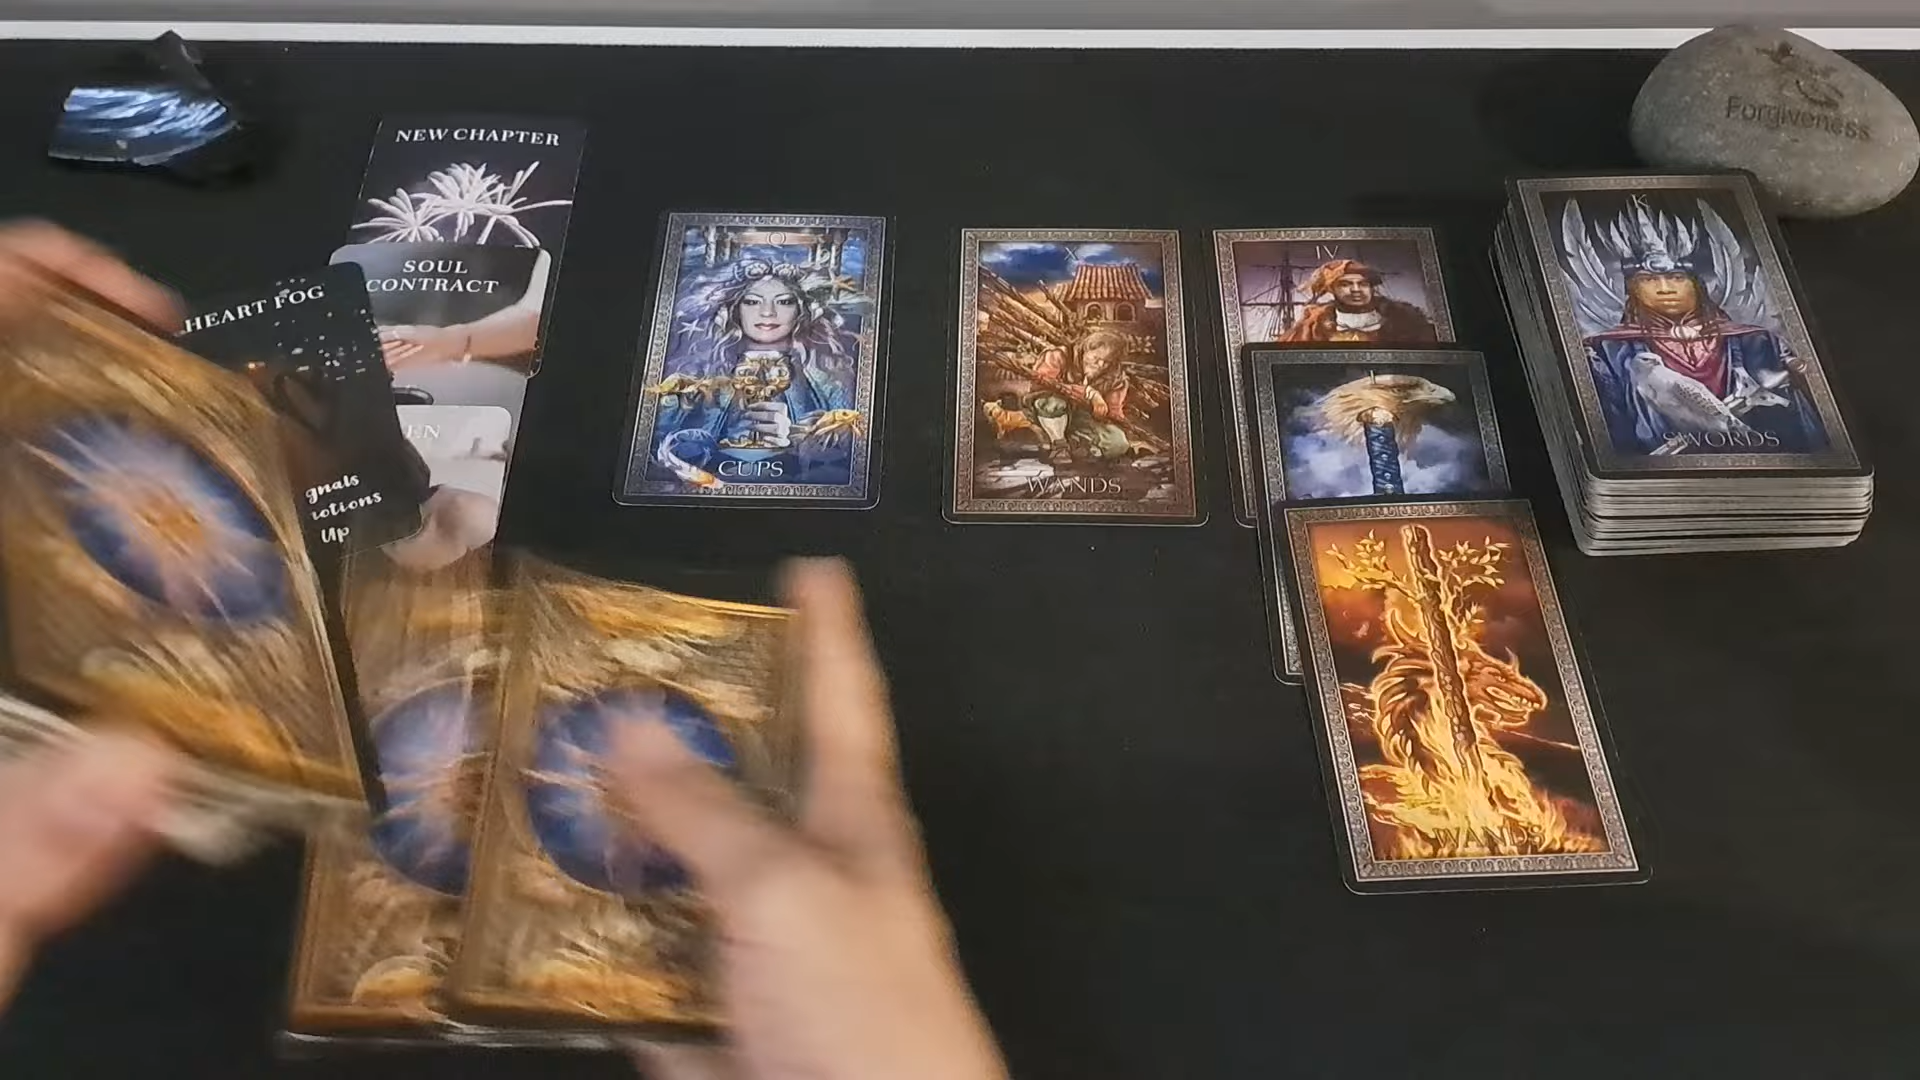 NEW CHAPTER
SOUL
CONTRACT
HEART FOG
gnals
otions
Up
EN
Q
CUPS
X
WANDS
IV
I
WANDS
K
SWORDS
Forgiveness